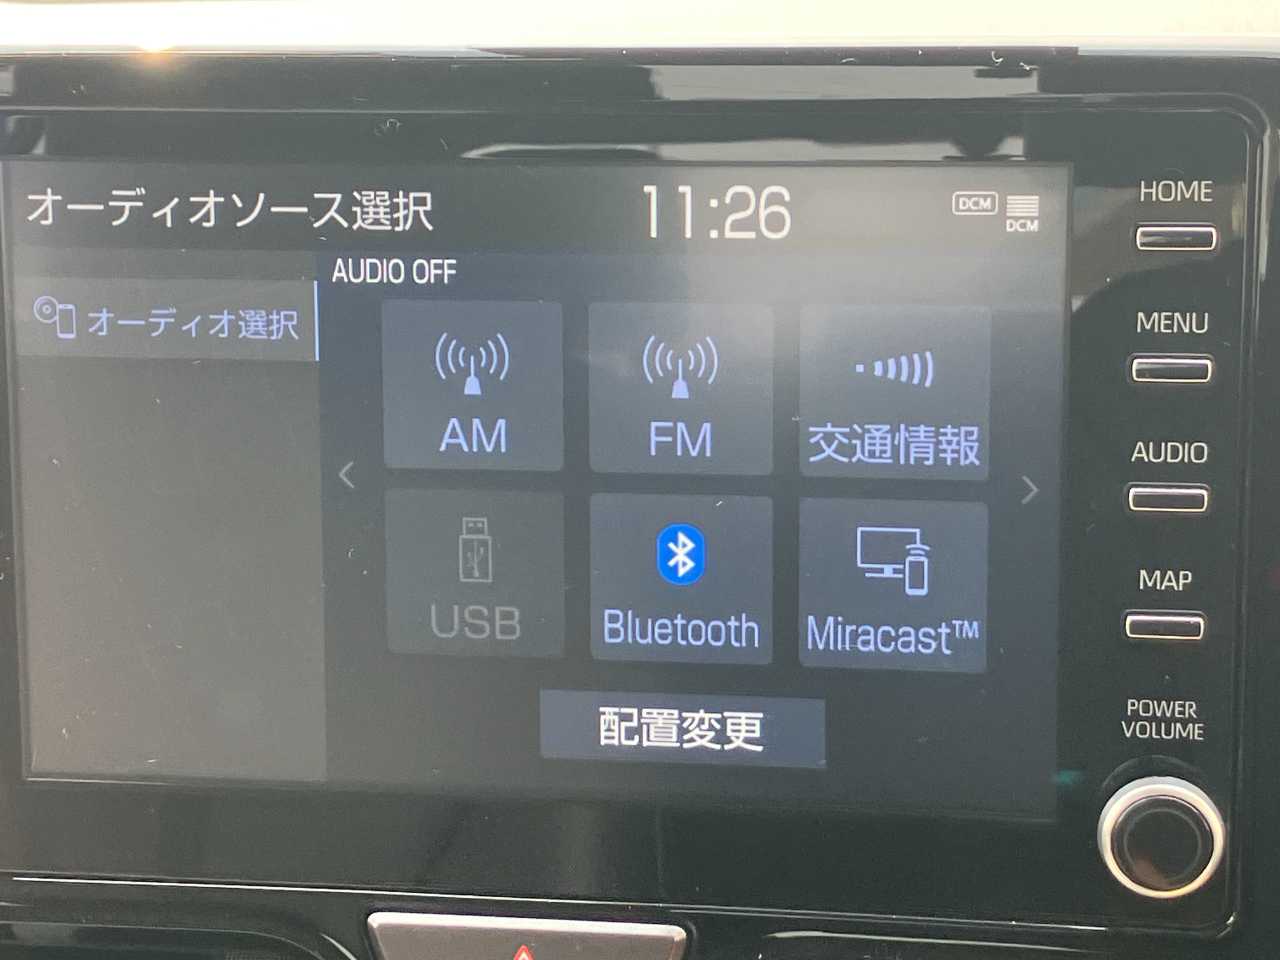 オーディオソース選択
11:26
DCM
DCM
オーディオ選択
AUDIO OFF
AM
FM
交通情報
USB
Bluetooth
Miracast™
配置変更
HOME
MENU
AUDIO
MAP
POWER
VOLUME